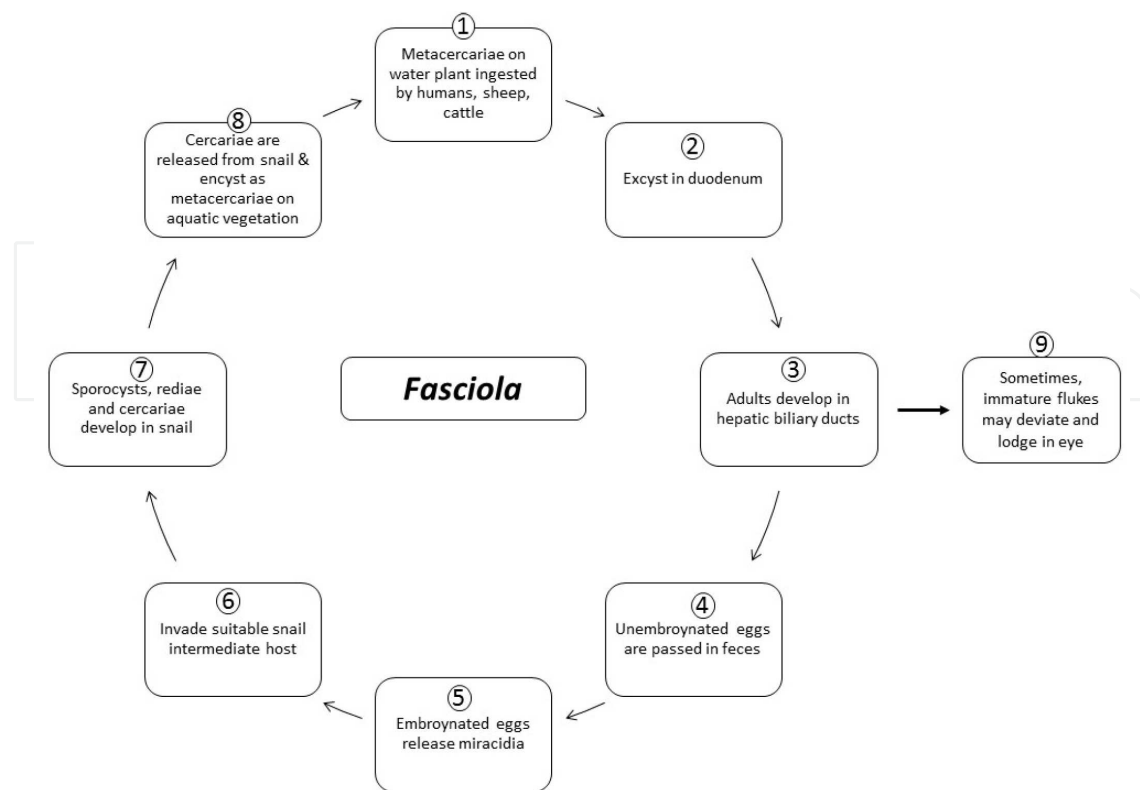 ①
Metacercariae on
water plant ingested
by humans, sheep,
cattle
②
Excyst in duodenum
③
Adults develop in
hepatic biliary ducts
④
Unembroynated eggs
are passed in feces
⑤
Embroynated eggs
release miracidia
⑥
Invade suitable snail
intermediate host
⑦
Sporocysts, rediae
and cercariae
develop in snail
⑧
Cercariae are
released from snail &
encyst as
metacercariae on
aquatic vegetation
⑨
Sometimes,
immature flukes
may deviate and
lodge in eye
Fasciola